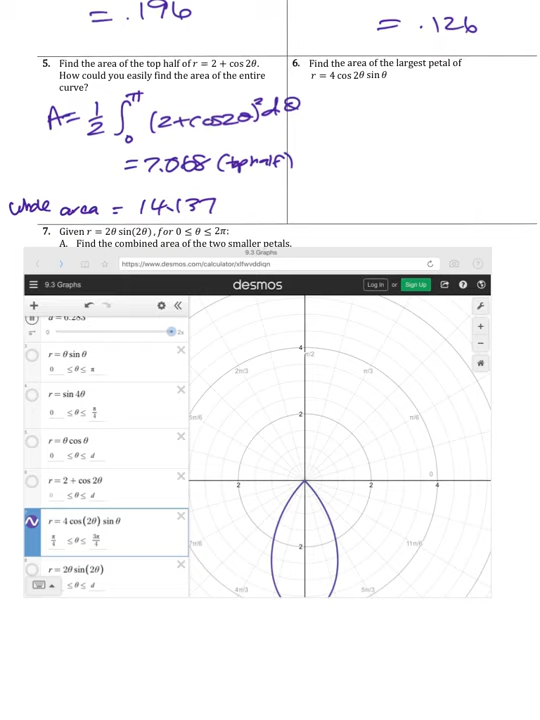 = .196
= .126
5. Find the area of the top half of r = 2 + cos 2θ.
How could you easily find the area of the entire
curve?
6. Find the area of the largest petal of
r = 4 cos 2θ sin θ
A = 1/2 ∫₀^π (2+cos2θ)² dθ
= 7.068 (top half)
whole area = 14.137
7. Given r = 2θ sin(2θ), for 0 ≤ θ ≤ 2π:
A. Find the combined area of the two smaller petals.
9.3 Graphs
https://www.desmos.com/calculator/xlfwvddiqn
9.3 Graphs
desmos
Log In or Sign Up
0 2π
r = θ sin θ
0 ≤ θ ≤ π
r = sin 4θ
0 ≤ θ ≤ π/4
r = θ cos θ
0 ≤ θ ≤ d
r = 2 + cos 2θ
0 ≤ θ ≤ d
r = 4 cos(2θ) sin θ
π/4 ≤ θ ≤ 3π/4
r = 2θ sin(2θ)
≤ θ ≤ d
4
π/2
2π/3
π/3
2
5π/6
π/6
0
2
2
4
7π/6
2
11π/6
4π/3
5π/3